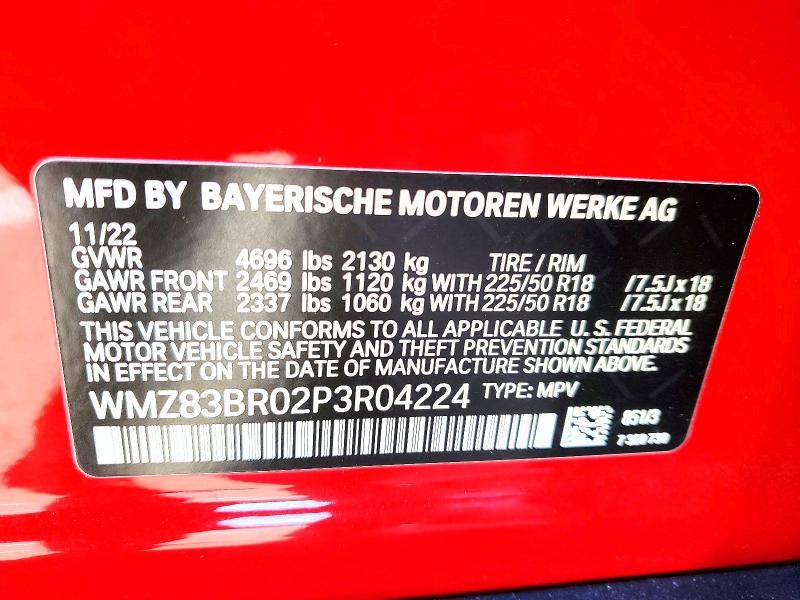 MFD BY BAYERISCHE MOTOREN WERKE AG
11/22
GVWR 4696 lbs 2130 kg TIRE / RIM
GAWR FRONT 2469 lbs 1120 kg WITH 225/50 R18 /7.5J x 18
GAWR REAR 2337 lbs 1060 kg WITH 225/50 R18 /7.5J x 18
THIS VEHICLE CONFORMS TO ALL APPLICABLE U. S. FEDERAL
MOTOR VEHICLE SAFETY AND THEFT PREVENTION STANDARDS
IN EFFECT ON THE DATE OF MANUFACTURE SHOWN ABOVE.
WMZ83BR02P3R04224 TYPE: MPV